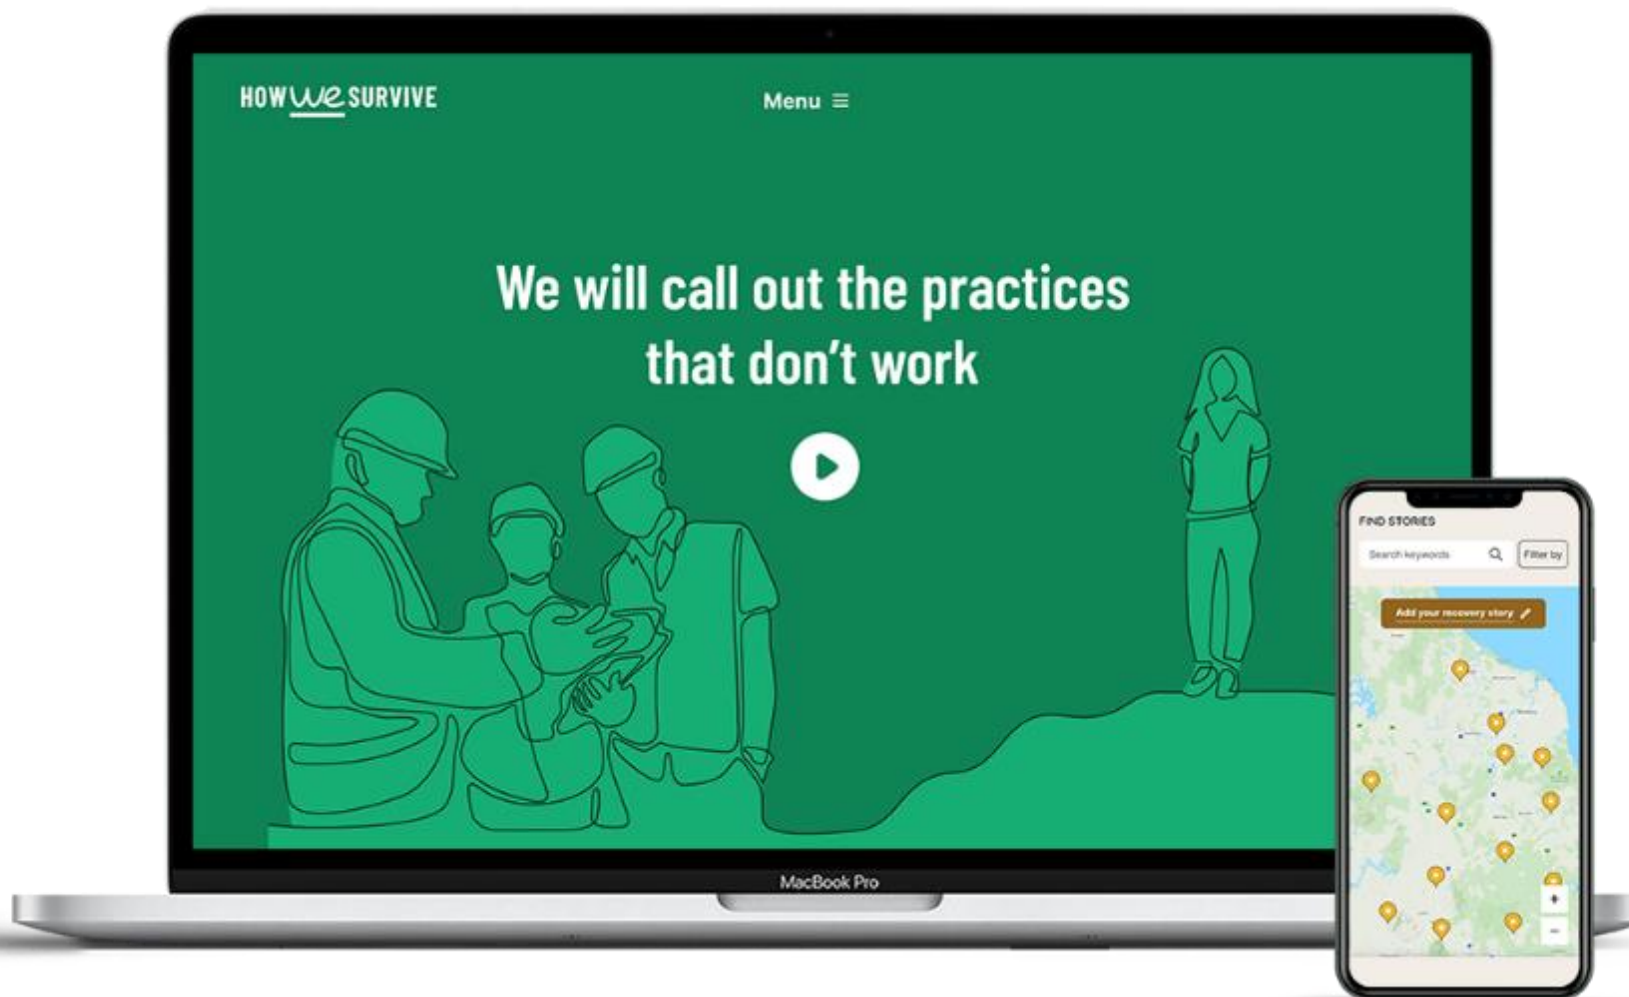 HOW we SURVIVE
Menu
We will call out the practices
that don't work
MacBook Pro
FIND STORIES
Search keywords
Filter by
Add your recovery story